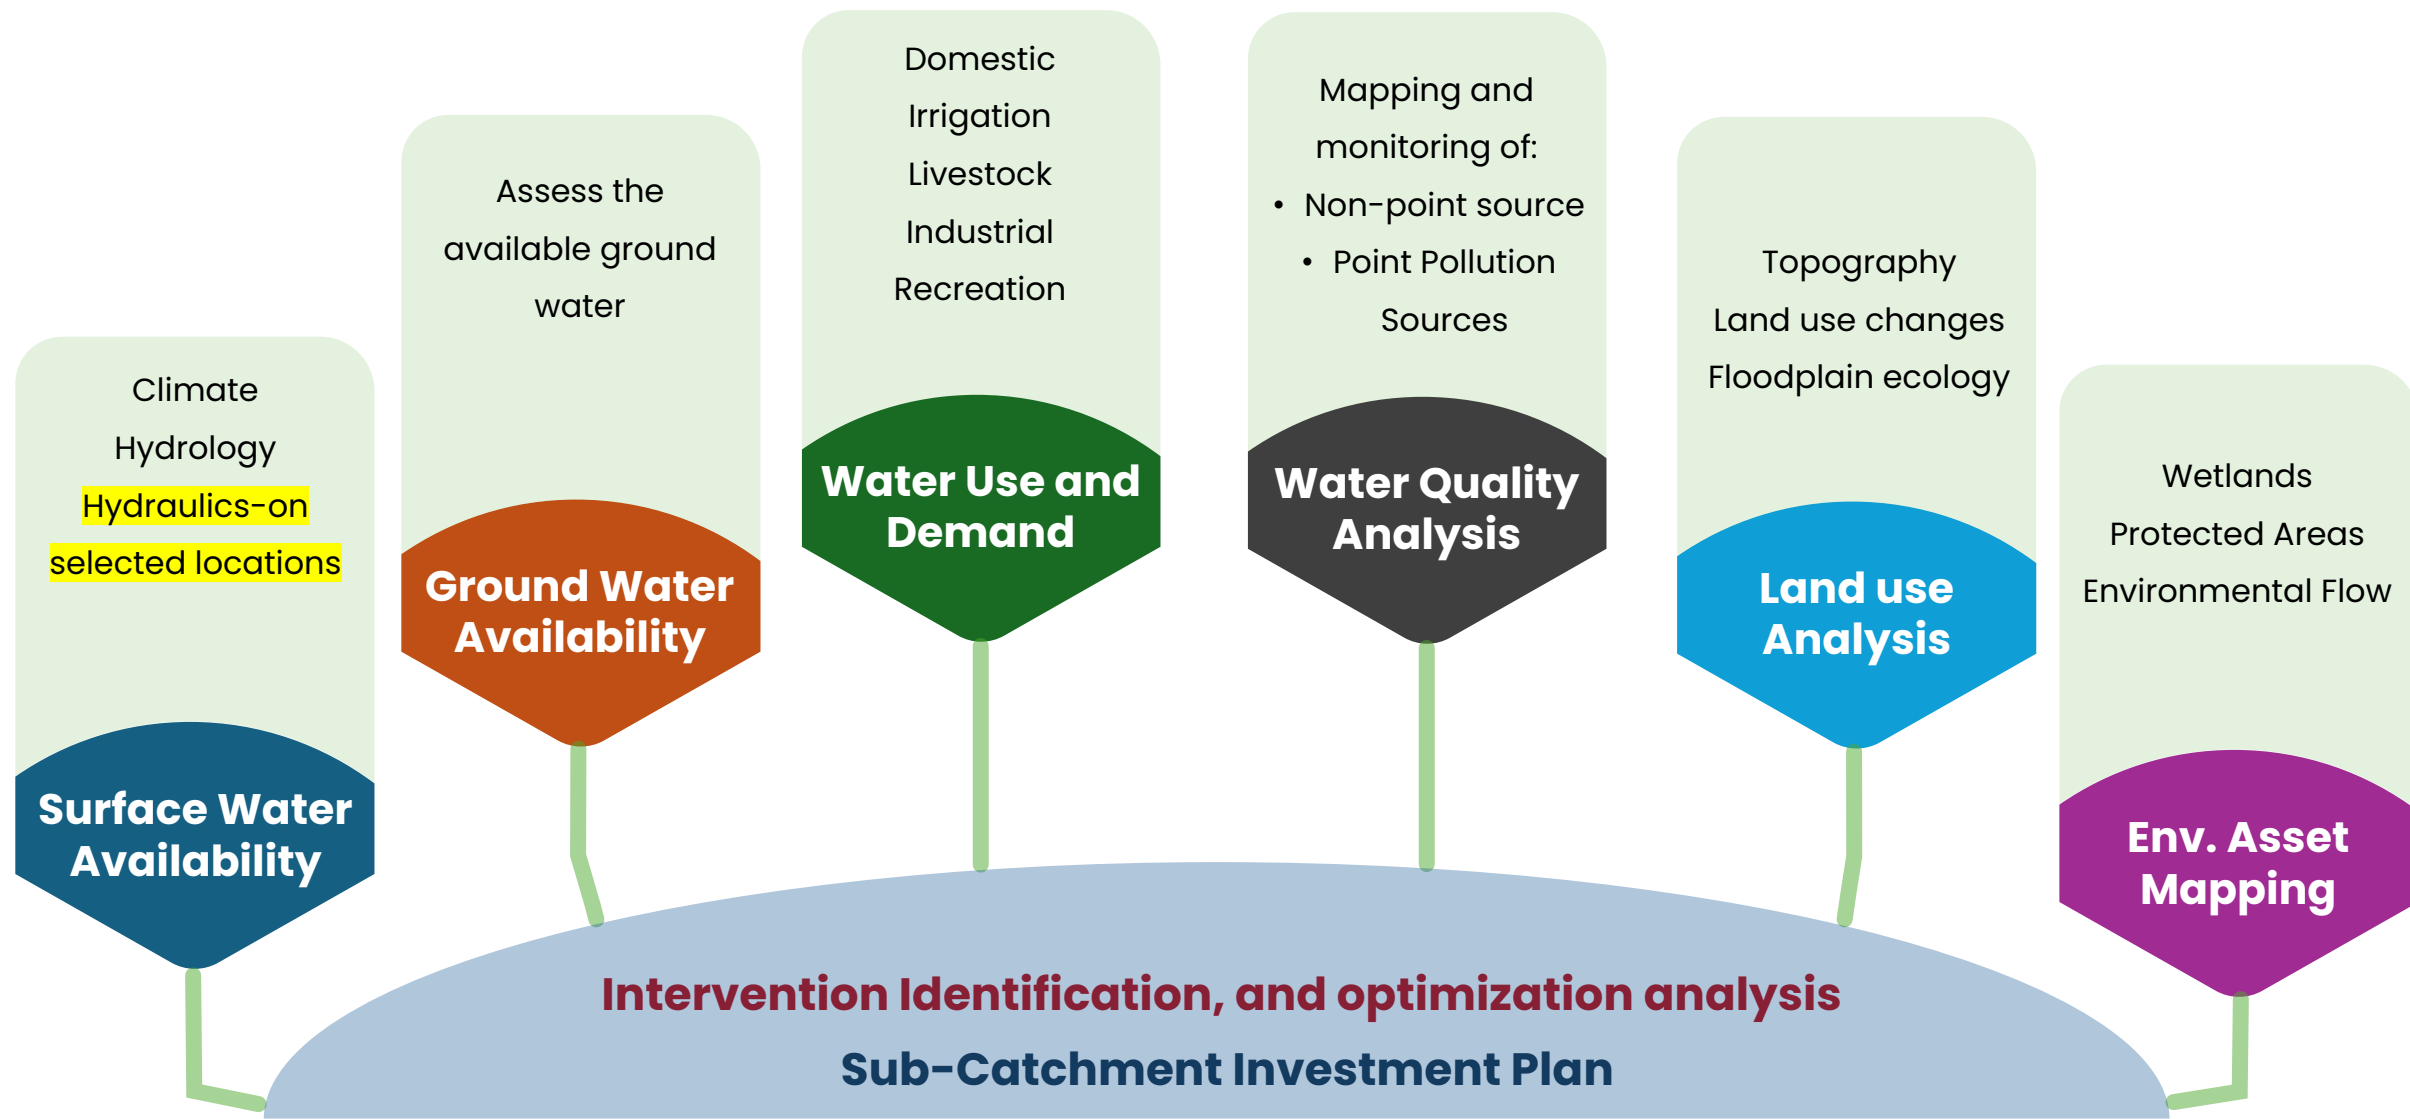 Climate
Hydrology
Hydraulics-on
selected locations
Surface Water
Availability
Assess the
available ground
water
Ground Water
Availability
Domestic
Irrigation
Livestock
Industrial
Recreation
Water Use and
Demand
Mapping and
monitoring of:
• Non-point source
• Point Pollution
Sources
Water Quality
Analysis
Topography
Land use changes
Floodplain ecology
Land use
Analysis
Wetlands
Protected Areas
Environmental Flow
Env. Asset
Mapping
Intervention Identification, and optimization analysis
Sub-Catchment Investment Plan